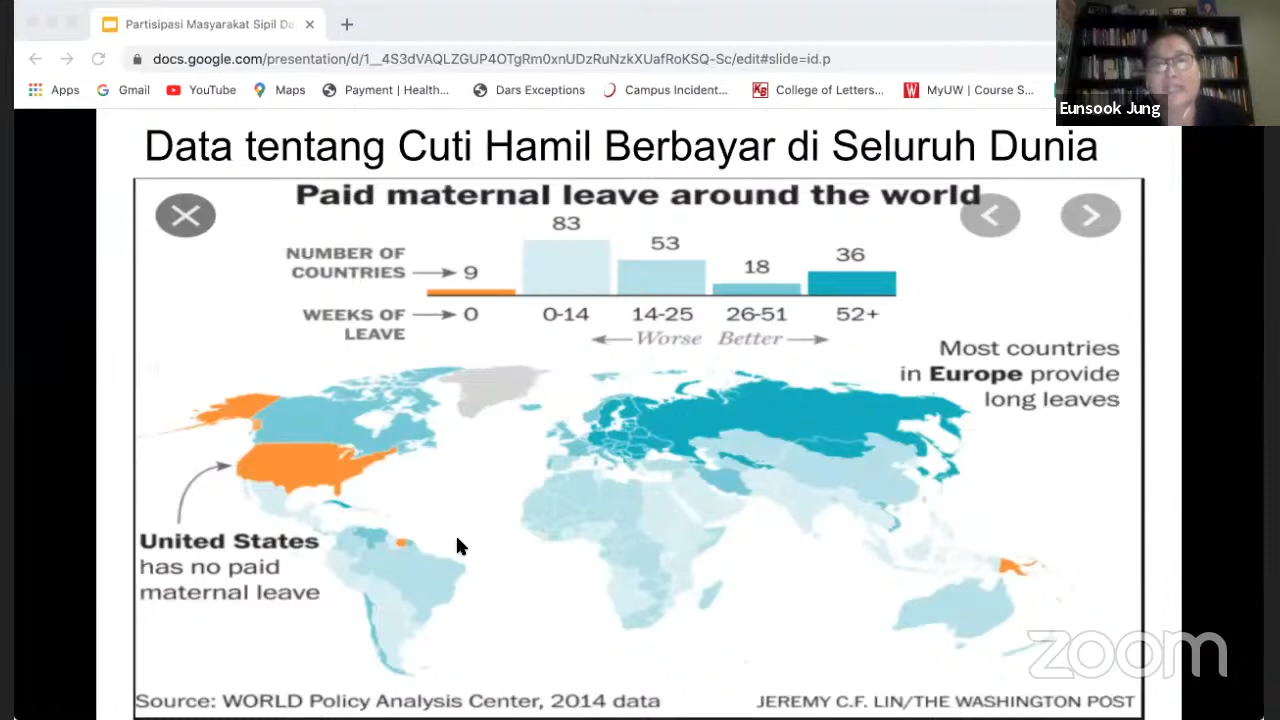 Partisipasi Masyarakat Sipil Da
docs.google.com/presentation/d/1__4S3dVAQLZGUP4OTgRm0xnUDzRuNzkXUafRoKSQ-Sc/edit#slide=id.p
Apps Gmail YouTube Maps Payment | Health... Dars Exceptions Campus Incident... College of Letters... MyUW | Course S...
Eunsook Jung
Data tentang Cuti Hamil Berbayar di Seluruh Dunia
Paid maternal leave around the world
NUMBER OF
COUNTRIES 9 83 53 18 36
WEEKS OF
LEAVE 0 0-14 14-25 26-51 52+
Worse Better
Most countries
in Europe provide
long leaves
United States
has no paid
maternal leave
zoom
Source: WORLD Policy Analysis Center, 2014 data
JEREMY C.F. LIN/THE WASHINGTON POST